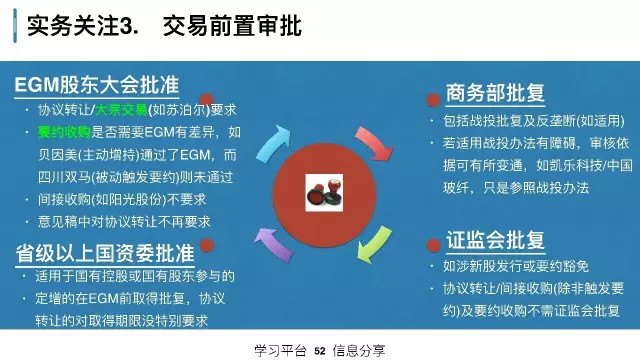 实务关注3. 交易前置审批
EGM股东大会批准
· 协议转让/大宗交易(如苏泊尔)要求
· 要约收购是否需要EGM有差异，如
贝因美(主动增持)通过了EGM，而
四川双马(被动触发要约)则未通过
· 间接收购(如阳光股份)不要求
· 意见稿中对协议转让不再要求
省级以上国资委批准
· 适用于国有控股或国有股东参与的
· 定增的在EGM前取得批复，协议
转让的对取得期限没特别要求
商务部批复
· 包括战投批复及反垄断(如适用)
· 若适用战投办法有障碍，审核依
据可有所变通，如凯乐科技/中国
玻纤，只是参照战投办法
证监会批复
· 如涉新股发行或要约豁免
· 协议转让/间接收购(除非触发要
约)及要约收购不需证监会批复
学习平台 52 信息分享